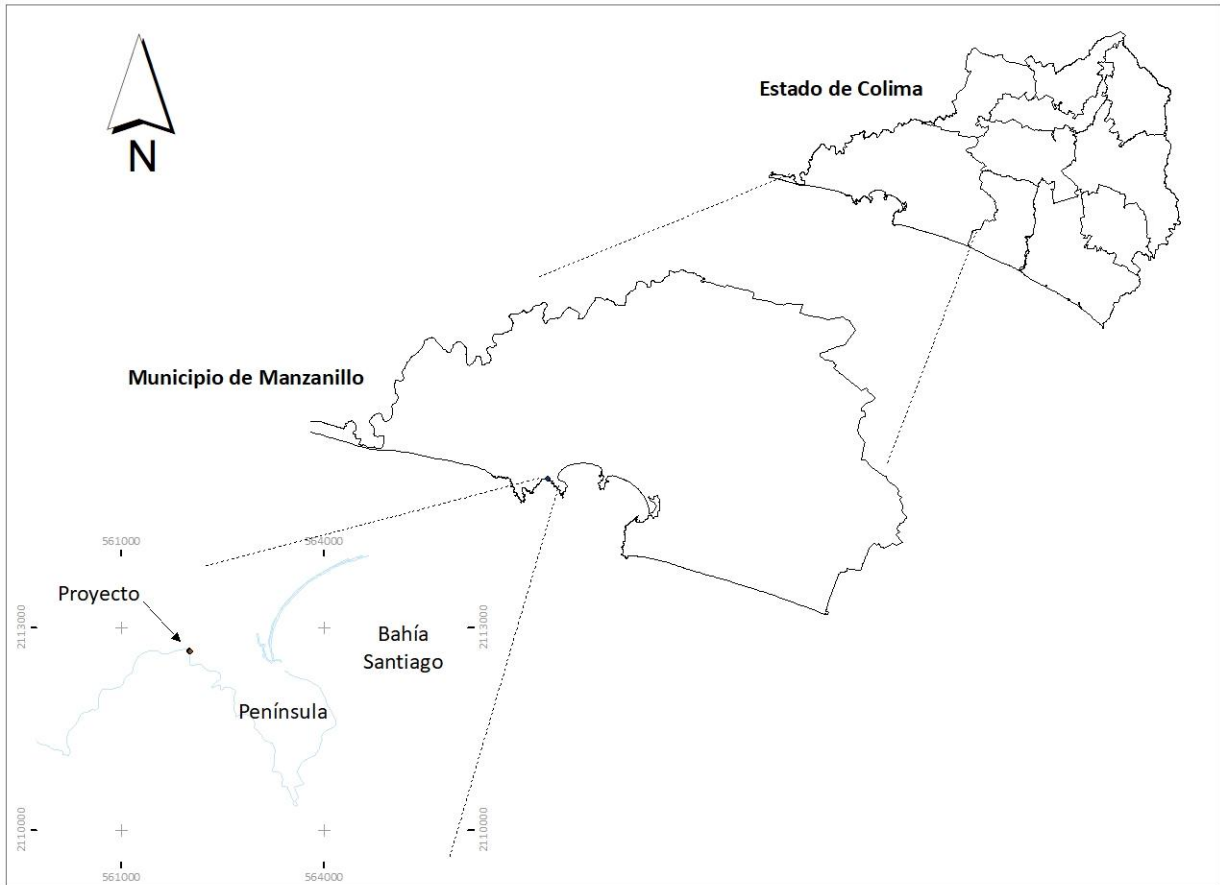 Estado de Colima
N
Municipio de Manzanillo
561000
564000
Proyecto
2113000
2113000
Bahía
Santiago
Península
2110000
2110000
561000
564000